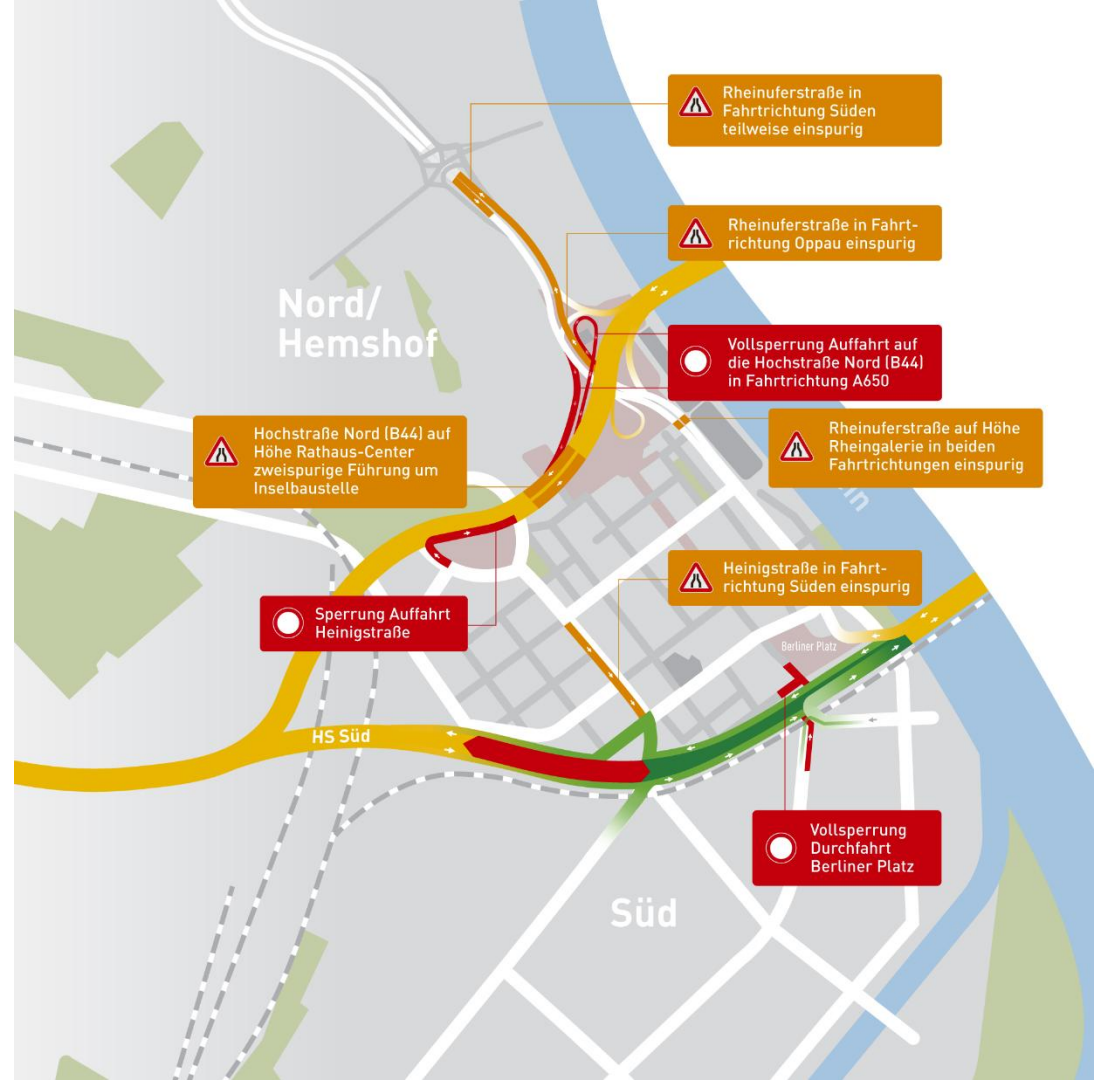 Rheinuferstraße in
Fahrtrichtung Süden
teilweise einspurig
Rheinuferstraße in Fahrt-
richtung Oppau einspurig
Nord/
Hemshof
Vollsperrung Auffahrt auf
die Hochstraße Nord (B44)
in Fahrtrichtung A650
Hochstraße Nord (B44) auf
Höhe Rathaus-Center
zweispurige Führung um
Inselbaustelle
Rheinuferstraße auf Höhe
Rheingalerie in beiden
Fahrtrichtungen einspurig
Heinigstraße in Fahrt-
richtung Süden einspurig
Sperrung Auffahrt
Heinigstraße
Berliner Platz
HS Süd
Vollsperrung
Durchfahrt
Berliner Platz
Süd